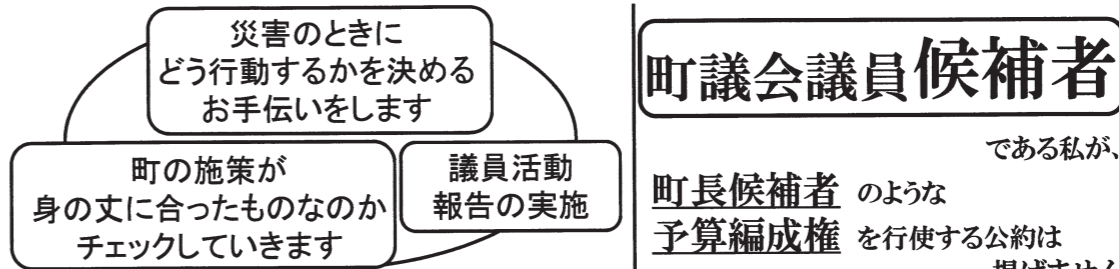 災害のときに
どう行動するかを決める
お手伝いをします
町の施策が
身の丈に合ったものなのか
チェックしていきます
議員活動
報告の実施
町議会議員候補者
である私が、
町長候補者 のような
予算編成権 を行使する公約は
掲げません